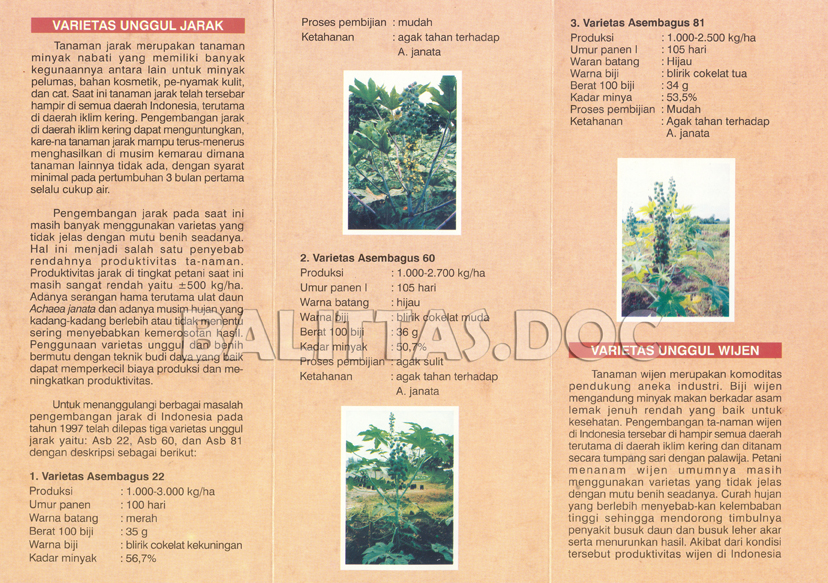 VARIETAS UNGGUL JARAK
Tanaman jarak merupakan tanaman
minyak nabati yang memiliki banyak
kegunaannya antara lain untuk minyak
pelumas, bahan kosmetik, pe-nyamak kulit,
dan cat. Saat ini tanaman jarak telah tersebar
hampir di semua daerah Indonesia, terutama
di daerah iklim kering. Pengembangan jarak
di daerah iklim kering dapat menguntungkan,
kare-na tanaman jarak mampu terus-menerus
menghasilkan di musim kemarau dimana
tanaman lainnya tidak ada, dengan syarat
minimal pada pertumbuhan 3 bulan pertama
selalu cukup air.
Pengembangan jarak pada saat ini
masih banyak menggunakan varietas yang
tidak jelas dengan mutu benih seadanya.
Hal ini menjadi salah satu penyebab
rendahnya produktivitas ta-naman.
Produktivitas jarak di tingkat petani saat ini
masih sangat rendah yaitu ±500 kg/ha.
Adanya serangan hama terutama ulat daun
Achaea janata dan adanya musim hujan yang
kadang-kadang berlebih atau tidak menentu
sering menyebabkan kemerosotan hasil.
Penggunaan varietas unggul dan benih
bermutu dengan teknik budi daya yang baik
dapat memperkecil biaya produksi dan me-
ningkatkan produktivitas.
Untuk menanggulangi berbagai masalah
pengembangan jarak di Indonesia pada
tahun 1997 telah dilepas tiga varietas unggul
jarak yaitu: Asb 22, Asb 60, dan Asb 81
dengan deskripsi sebagai berikut:
1. Varietas Asembagus 22
Produksi : 1.000-3.000 kg/ha
Umur panen : 100 hari
Warna batang : merah
Berat 100 biji : 35 g
Warna biji : blirik cokelat kekuningan
Kadar minyak : 56,7%
Proses pembijian : mudah
Ketahanan : agak tahan terhadap
A. janata
2. Varietas Asembagus 60
Produksi : 1.000-2.700 kg/ha
Umur panen I : 105 hari
Warna batang : hijau
Warna biji : blirik cokelat muda
Berat 100 biji : 36 g
Kadar minyak : 50,7%
Proses pembijian : agak sulit
Ketahanan : agak tahan terhadap
A. janata
3. Varietas Asembagus 81
Produksi : 1.000-2.500 kg/ha
Umur panen I : 105 hari
Waran batang : Hijau
Warna biji : blirik cokelat tua
Berat 100 biji : 34 g
Kadar minya : 53,5%
Proses pembijian : Mudah
Ketahanan : Agak tahan terhadap
A. janata
VARIETAS UNGGUL WIJEN
Tanaman wijen merupakan komoditas
pendukung aneka industri. Biji wijen
mengandung minyak makan berkadar asam
lemak jenuh rendah yang baik untuk
kesehatan. Pengembangan ta-naman wijen
di Indonesia tersebar di hampir semua daerah
terutama di daerah iklim kering dan ditanam
secara tumpang sari dengan palawija. Petani
menanam wijen umumnya masih
menggunakan varietas yang tidak jelas
dengan mutu benih seadanya. Curah hujan
yang berlebih menyebab-kan kelembaban
tinggi sehingga mendorong timbulnya
penyakit busuk daun dan busuk leher akar
serta menurunkan hasil. Akibat dari kondisi
tersebut produktivitas wijen di Indonesia
BALITTAS.DOC